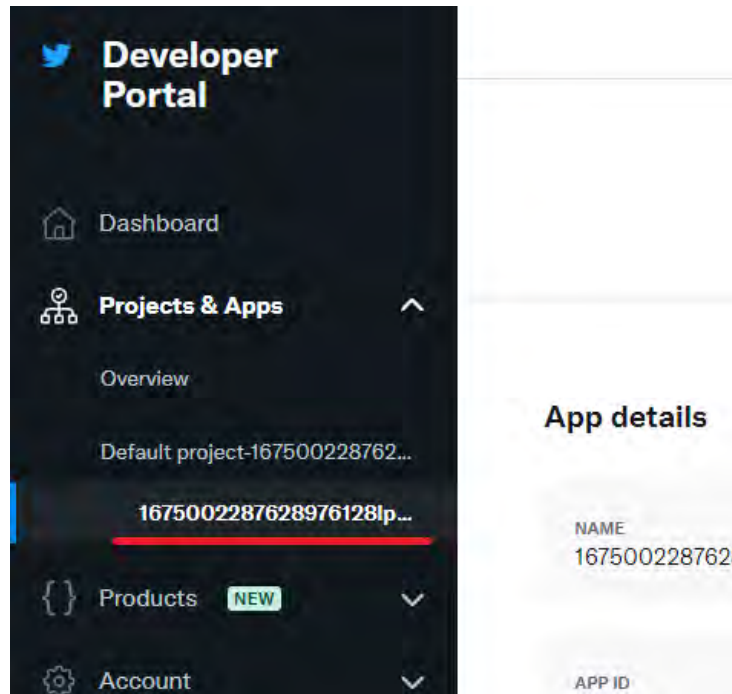 Developer
Portal
Dashboard
Projects & Apps
Overview
Default project-167500228762...
1675002287628976128lp...
Products NEW
Account
App details
NAME
167500228762
APP ID